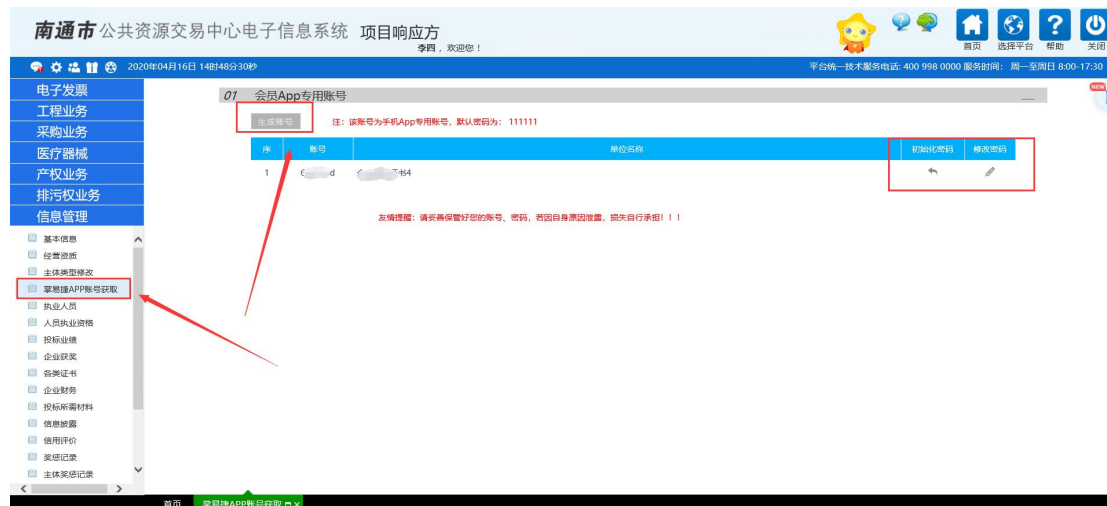 南通市公共资源交易中心电子信息系统 项目响应方
李四，欢迎您！
首页 选择平台 帮助 关闭
2020年04月16日 14时48分30秒 平台统一技术服务电话: 400 998 0000 服务时间： 周一至周日 8:00-17:30
NEW
电子发票
工程业务
采购业务
医疗器械
产权业务
排污权业务
信息管理
基本信息
经营资质
主体类型修改
掌易捷APP账号获取
执业人员
人员执业资格
投标业绩
企业获奖
各类证书
企业财务
投标所需材料
信息披露
信用评价
奖惩记录
主体奖惩记录
01 会员App专用账号
生成账号 注：该账号为手机App专用账号，默认密码为： 111111
序 账号 单位名称 初始化密码 修改密码
1 6 d 书4
友情提醒：请妥善保管好您的账号、密码，若因自身原因泄露，损失自行承担！！！
首页 掌易捷APP账号获取